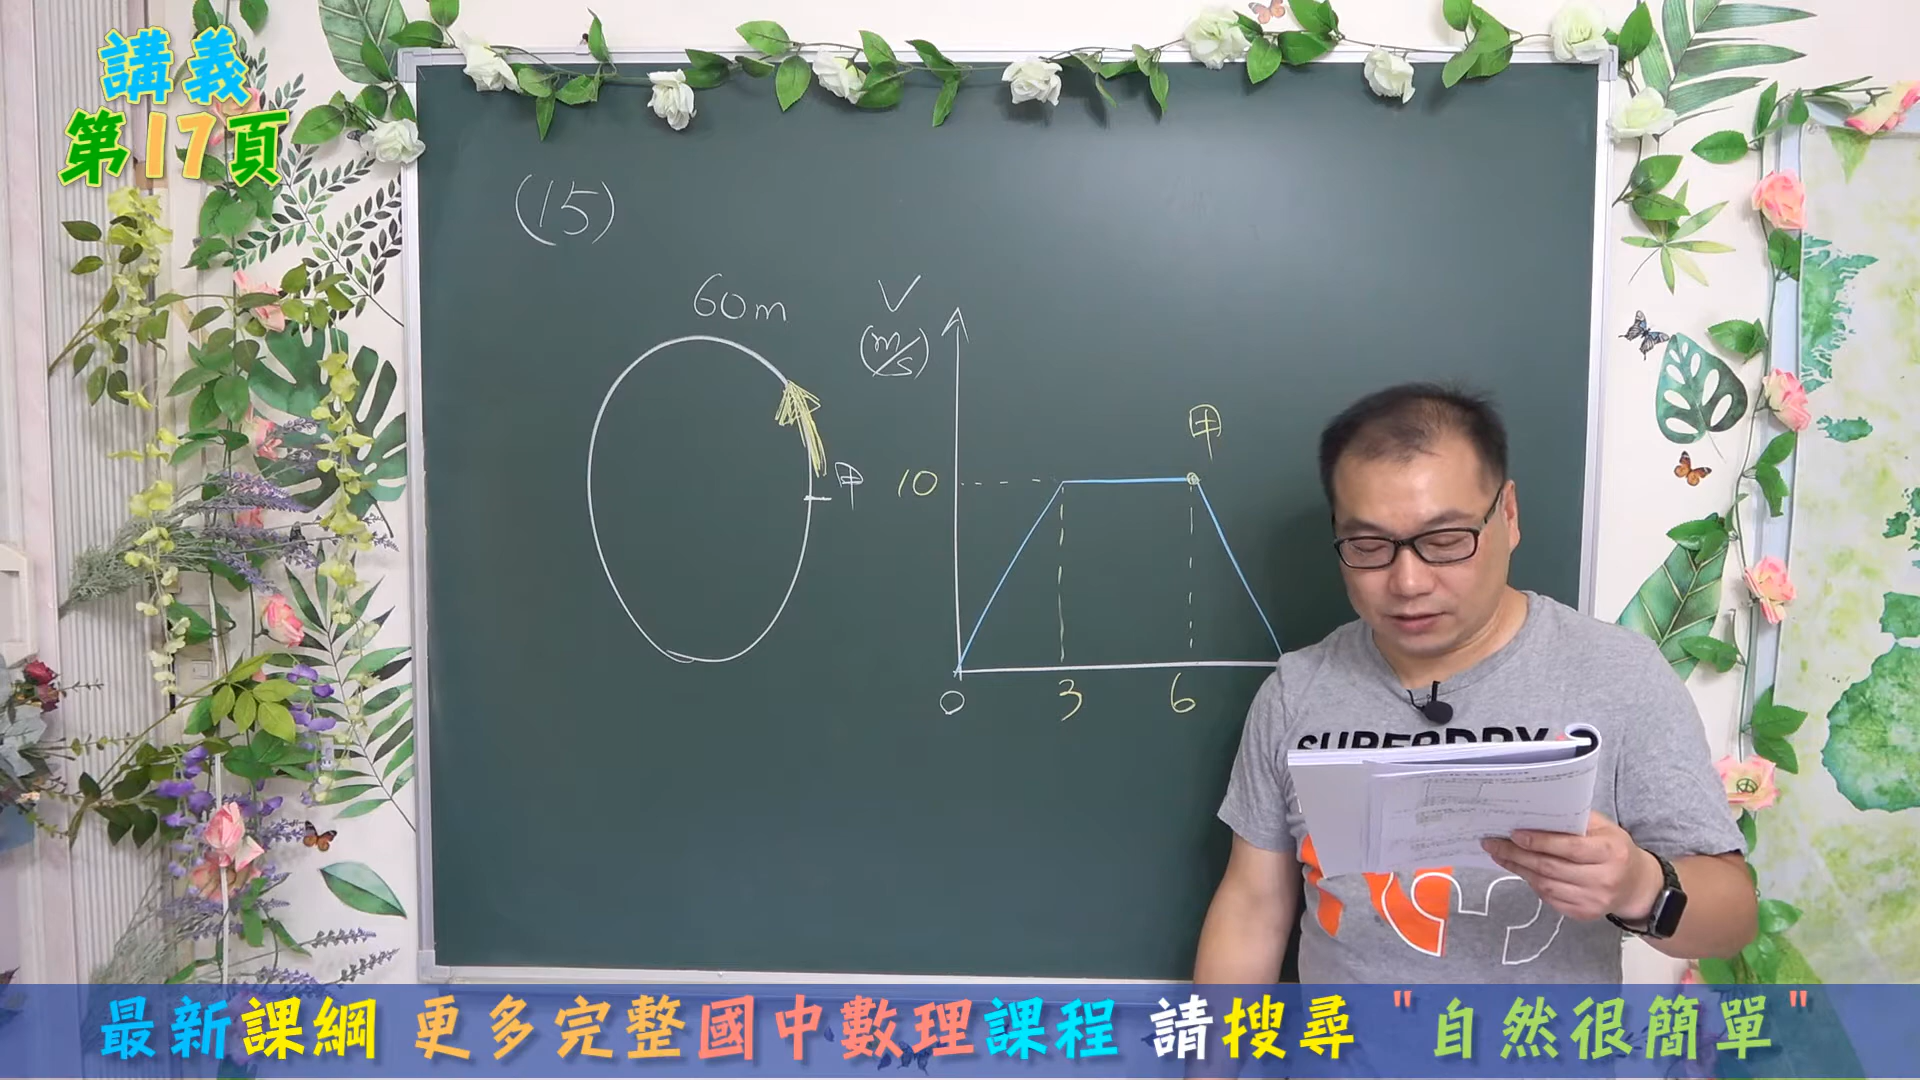 講義
第17頁
(15)
60m
V
(m/s)
甲
10
甲
0 3 6
最新課綱 更多完整國中數理課程 請搜尋 "自然很簡單"